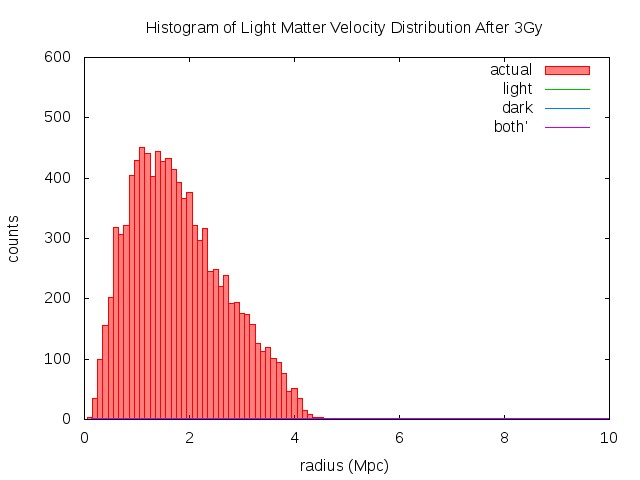 Histogram of Light Matter Velocity Distribution After 3Gy
600
500
400
300
200
100
0
counts
actual
light
dark
both'
0 2 4 6 8 10
radius (Mpc)